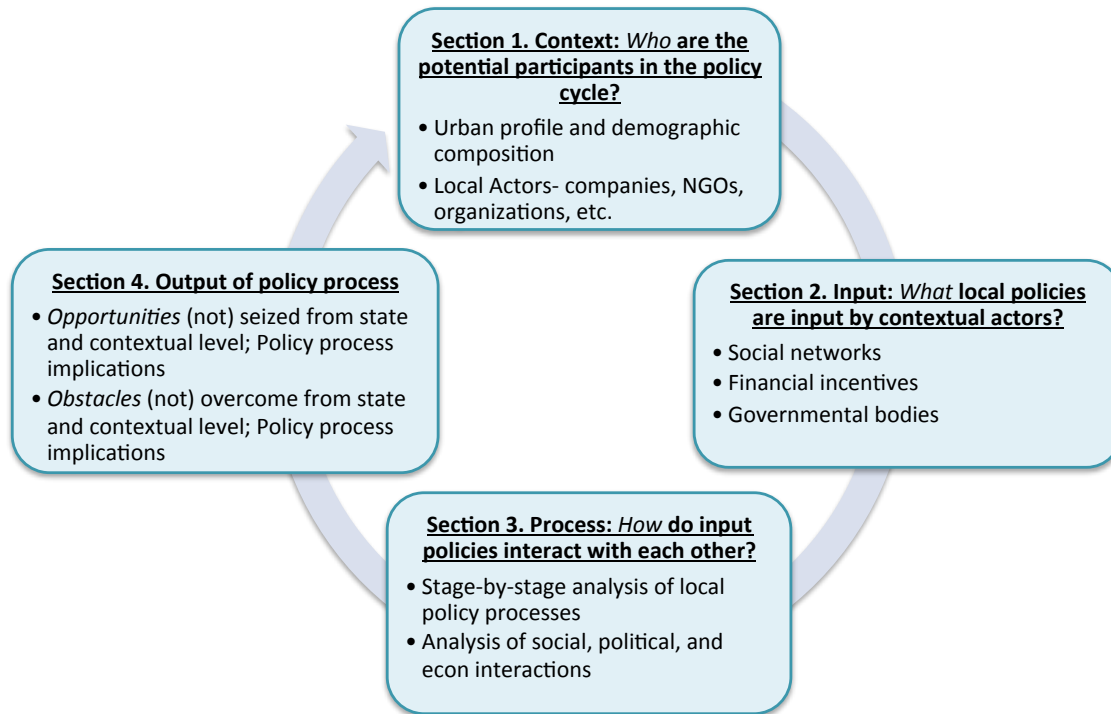 Section 1. Context: Who are the
potential participants in the policy
cycle?
• Urban profile and demographic
composition
• Local Actors- companies, NGOs,
organizations, etc.
Section 2. Input: What local policies
are input by contextual actors?
• Social networks
• Financial incentives
• Governmental bodies
Section 3. Process: How do input
policies interact with each other?
• Stage-by-stage analysis of local
policy processes
• Analysis of social, political, and
econ interactions
Section 4. Output of policy process
• Opportunities (not) seized from state
and contextual level; Policy process
implications
• Obstacles (not) overcome from state
and contextual level; Policy process
implications